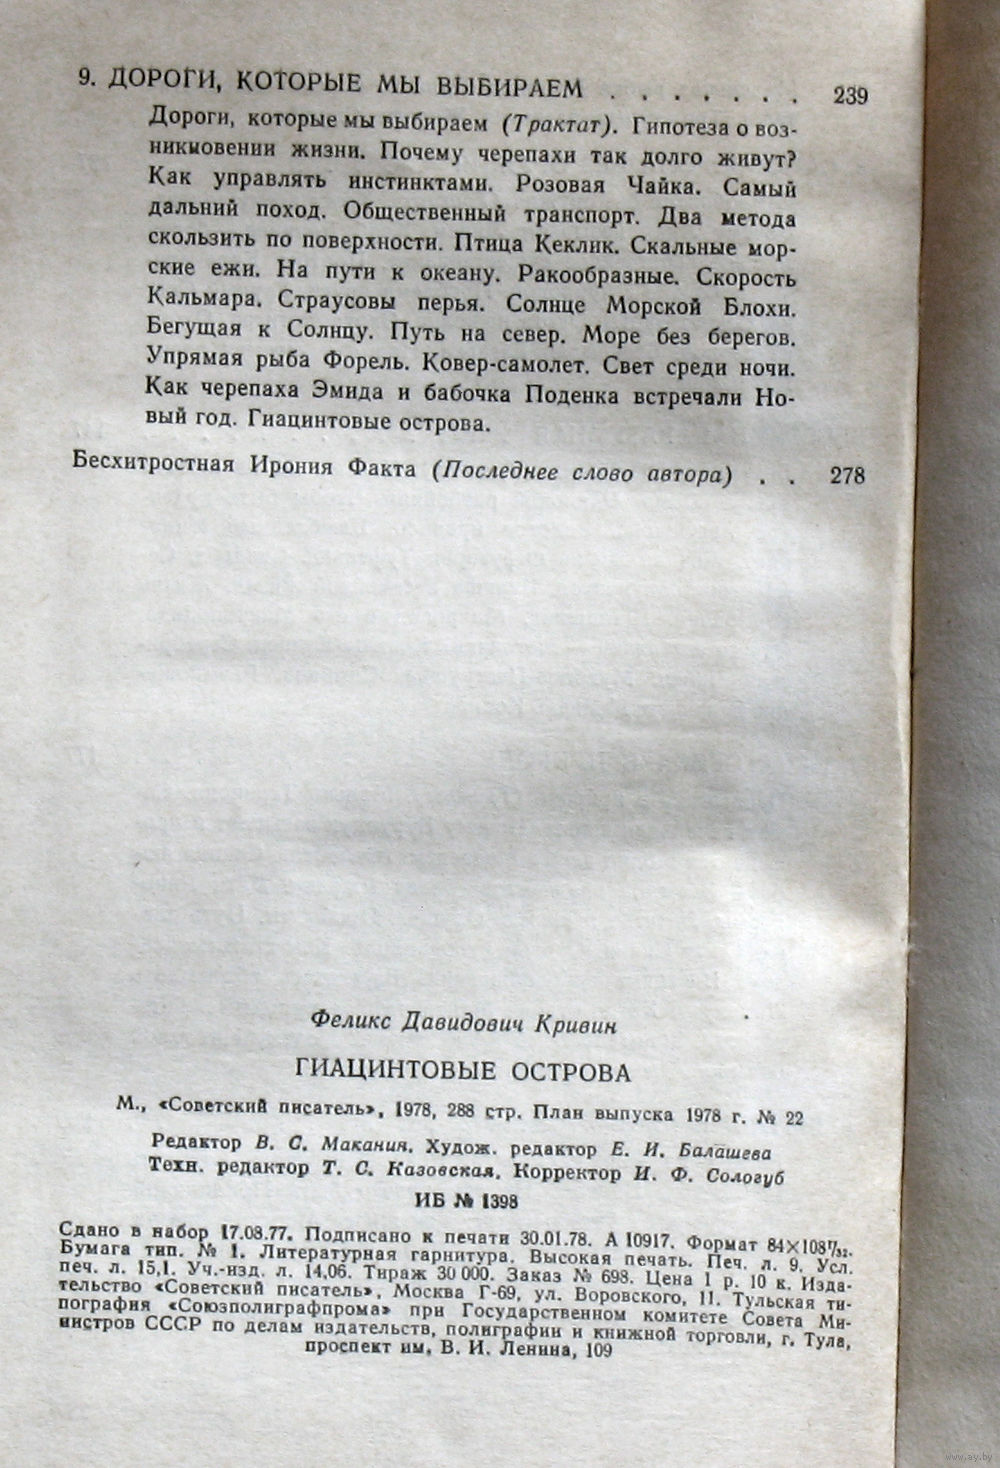 9. ДОРОГИ, КОТОРЫЕ МЫ ВЫБИРАЕМ . . . . . . . 239
Дороги, которые мы выбираем (Трактат). Гипотеза о воз-
никновении жизни. Почему черепахи так долго живут?
Как управлять инстинктами. Розовая Чайка. Самый
дальний поход. Общественный транспорт. Два метода
скользить по поверхности. Птица Кеклик. Скальные мор-
ские ежи. На пути к океану. Ракообразные. Скорость
Кальмара. Страусовы перья. Солнце Морской Блохи.
Бегущая к Солнцу. Путь на север. Море без берегов.
Упрямая рыба Форель. Ковер-самолет. Свет среди ночи.
Как черепаха Эмида и бабочка Поденка встречали Но-
вый год. Гиацинтовые острова.
Бесхитростная Ирония Факта (Последнее слово автора) . . 278
Феликс Давидович Кривин
ГИАЦИНТОВЫЕ ОСТРОВА
М., «Советский писатель», 1978, 288 стр. План выпуска 1978 г. № 22
Редактор В. С. Маканин. Худож. редактор Е. И. Балашева
Техн. редактор Т. С. Казовская. Корректор И. Ф. Сологуб
ИБ № 1398
Сдано в набор 17.08.77. Подписано к печати 30.01.78. А 10917. Формат 84×108¹/₃₂.
Бумага тип. № 1. Литературная гарнитура. Высокая печать. Печ. л. 9. Усл.
печ. л. 15,1. Уч.-изд. л. 14,06. Тираж 30 000. Заказ № 698. Цена 1 р. 10 к. Изда-
тельство «Советский писатель», Москва Г-69, ул. Воровского, 11. Тульская ти-
пография «Союзполиграфпрома» при Государственном комитете Совета Ми-
нистров СССР по делам издательств, полиграфии и книжной торговли, г. Тула,
проспект им. В. И. Ленина, 109
www.ay.by